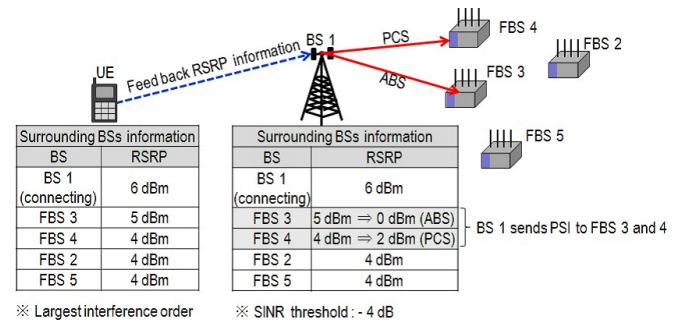 FBS 4
BS 1
PCS
FBS 2
Feed back RSRP information
UE
ABS
FBS 3
FBS 5
Surrounding BSs information
BS RSRP
BS 1
(connecting) 6 dBm
FBS 3 5 dBm
FBS 4 4 dBm
FBS 2 4 dBm
FBS 5 4 dBm
※ Largest interference order
Surrounding BSs information
BS RSRP
BS 1
(connecting) 6 dBm
FBS 3 5 dBm ⇒ 0 dBm (ABS)
FBS 4 4 dBm ⇒ 2 dBm (PCS)
FBS 2 4 dBm
FBS 5 4 dBm
BS 1 sends PSI to FBS 3 and 4
※ SINR threshold : - 4 dB